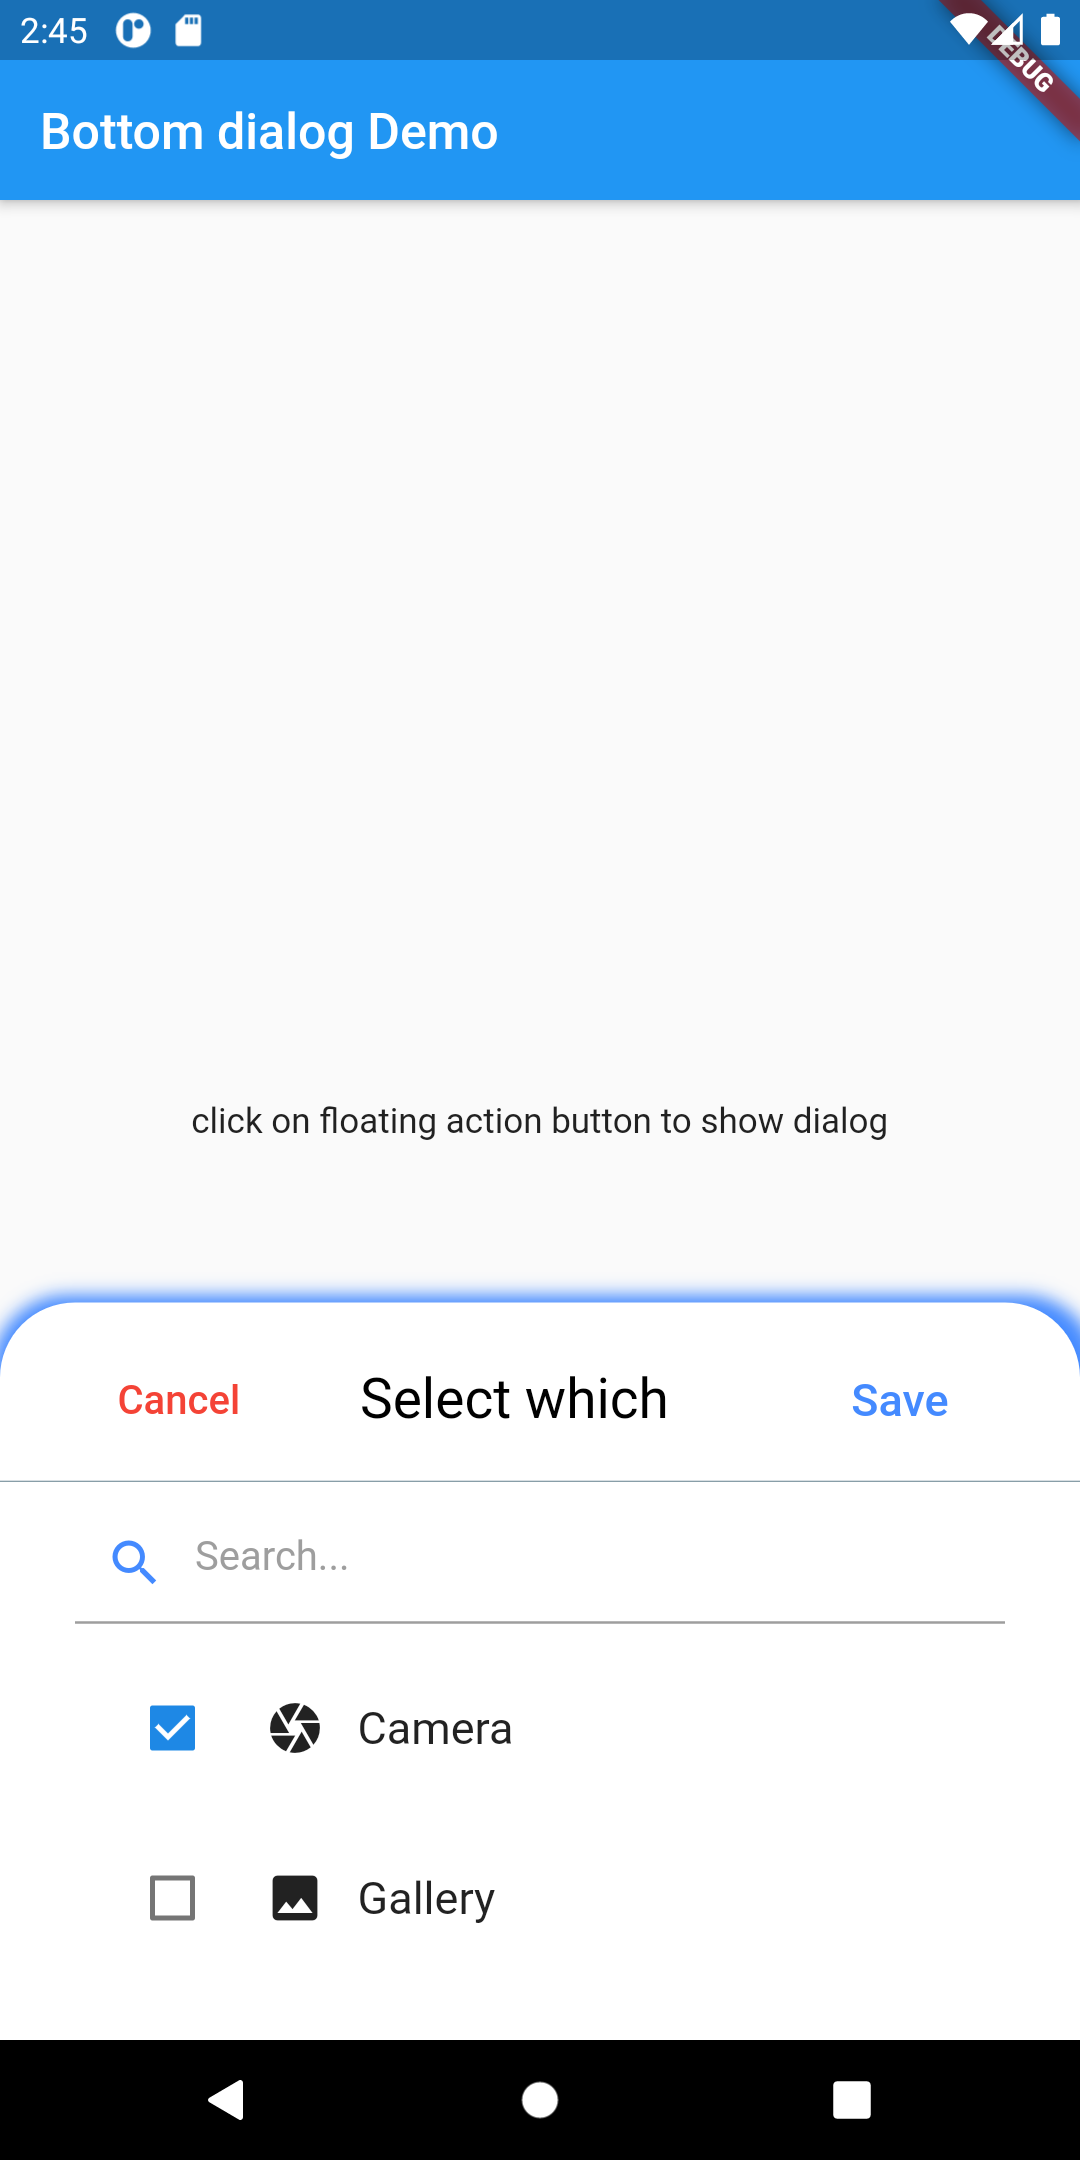 2:45
DEBUG
Bottom dialog Demo
click on floating action button to show dialog
Cancel Select which Save
Search...
Camera
Gallery